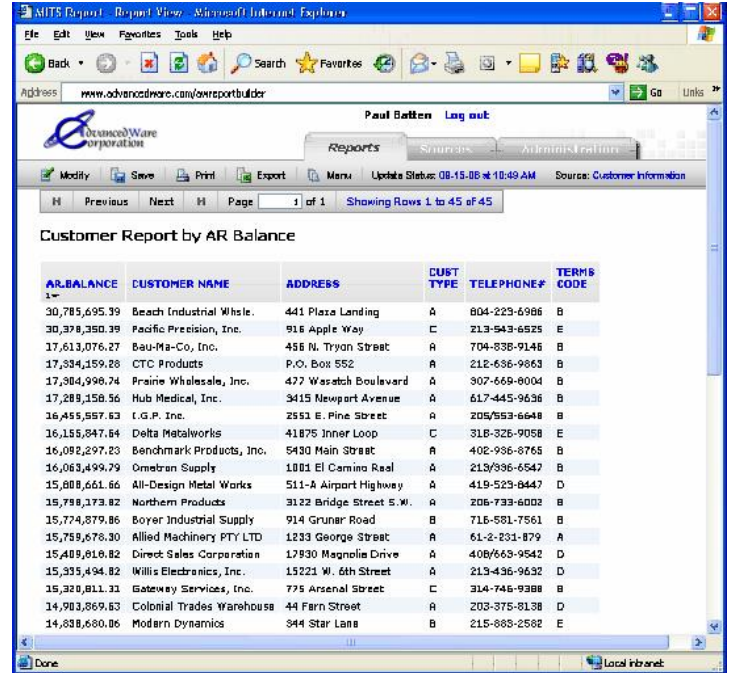 MITS Report - Report View - Microsoft Internet Explorer
File Edit View Favorites Tools Help
Back Search Favorites
Address www.advancedware.com/awreportbuilder Go Links
Paul Batten Log out
AdvancedWare
Corporation
Reports Sources Administration
Modify Save Print Export Menu Update Status: 08-15-08 at 10:49 AM Source: Customer Information
Previous Next Page 1 of 1 Showing Rows 1 to 45 of 45
Customer Report by AR Balance
AR.BALANCE CUSTOMER NAME ADDRESS CUST TYPE TELEPHONE# TERMS CODE
30,785,695.39 Beach Industrial Whsle. 441 Plaza Landing A 804-223-6986 B
30,378,350.39 Pacific Precision, Inc. 916 Apple Way C 213-543-6525 E
17,613,076.27 Bau-Ma-Co, Inc. 456 N. Tryon Street A 704-838-9146 B
17,334,159.28 CTC Products P.O. Box 552 A 212-636-9863 B
17,304,998.74 Prairie Wholesale, Inc. 477 Wasatch Boulevard A 307-669-8004 B
17,289,158.56 Hub Medical, Inc. 3415 Newport Avenue A 617-445-9636 B
16,455,557.63 I.G.P. Inc. 2551 E. Pine Street A 205/553-6648 B
16,155,847.64 Delta Metalworks 41875 Inner Loop C 318-326-9058 E
16,092,297.23 Benchmark Products, Inc. 5430 Main Street A 402-936-8765 B
16,063,499.79 Ometron Supply 1001 El Camino Real A 213/936-6547 B
15,808,661.66 All-Design Metal Works 511-A Airport Highway A 419-523-8447 D
15,798,173.82 Northern Products 3122 Bridge Street S.W. A 206-733-6002 B
15,774,879.86 Boyer Industrial Supply 914 Gruner Road B 716-581-7561 B
15,759,678.30 Allied Machinery PTY LTD 1233 George Street A 61-2-231-879 A
15,409,818.82 Direct Sales Corporation 17930 Magnolia Drive A 408/663-9542 D
15,335,494.82 Willis Electronics, Inc. 15221 W. 6th Street A 213-436-9632 D
15,320,811.31 Gateway Services, Inc. 775 Arsenal Street C 314-746-9388 B
14,903,869.63 Colonial Trades Warehouse 44 Fern Street A 203-375-8138 D
14,838,680.06 Modern Dynamics 344 Star Lane B 215-883-2582 E
Done Local intranet